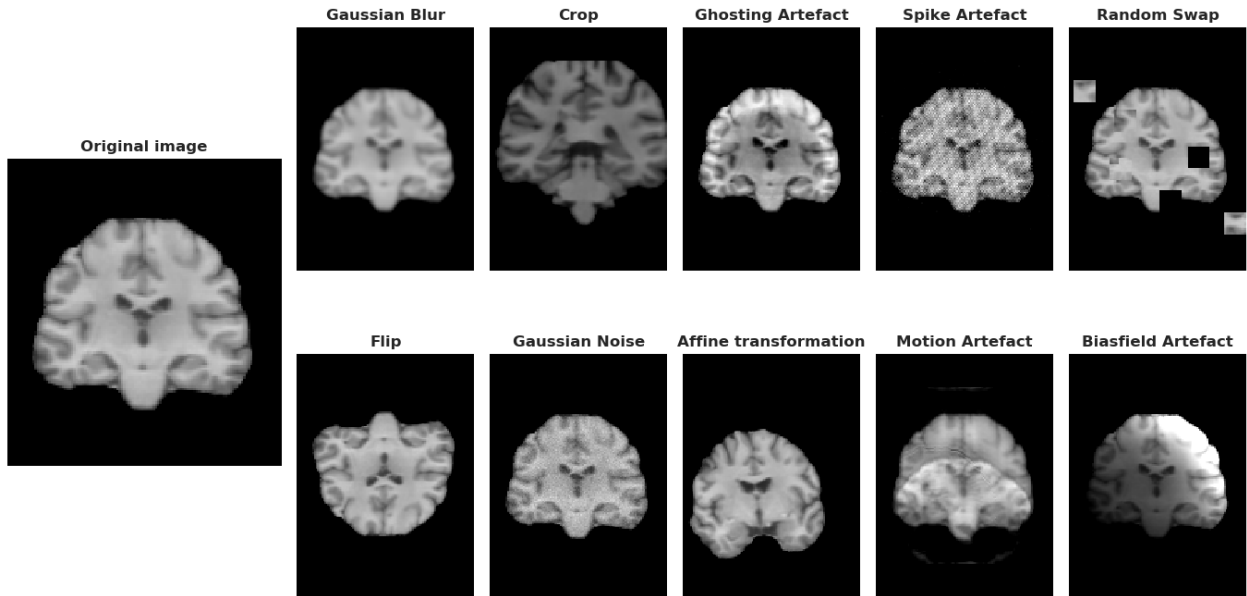 Gaussian Blur
Crop
Ghosting Artefact
Spike Artefact
Random Swap
Original image
Flip
Gaussian Noise
Affine transformation
Motion Artefact
Biasfield Artefact